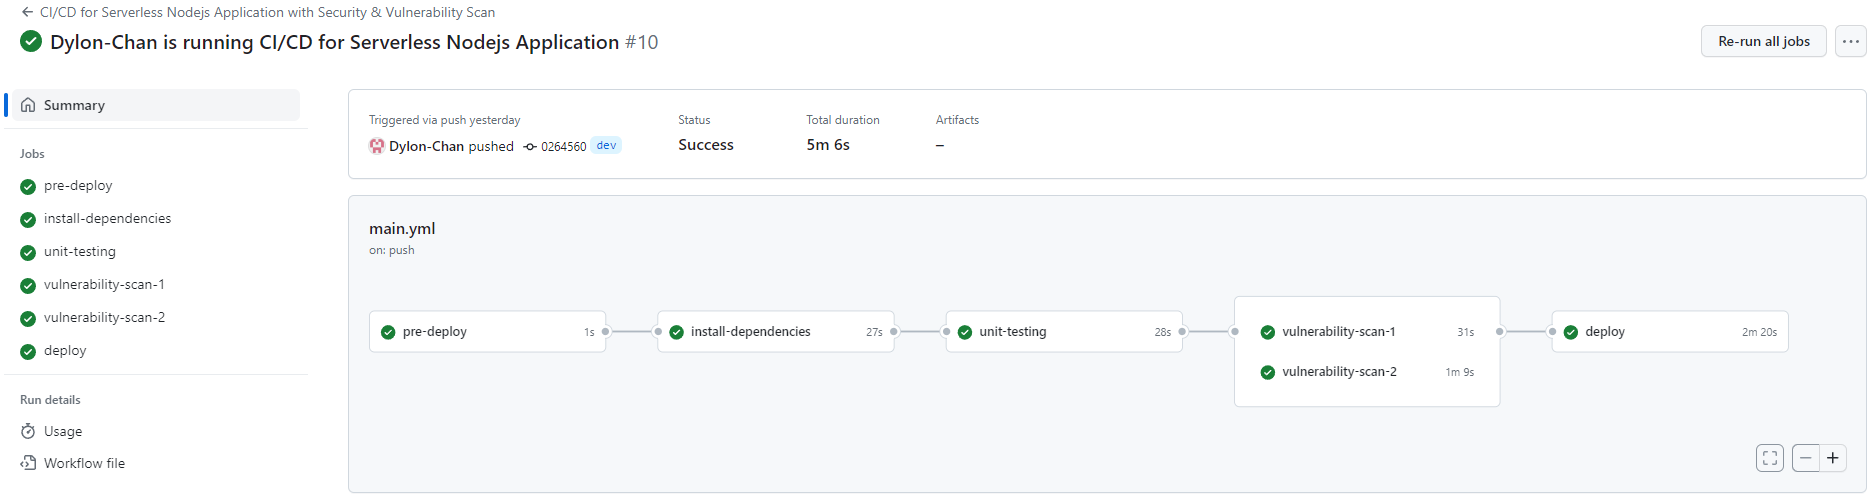 CI/CD for Serverless Nodejs Application with Security & Vulnerability Scan
Dylon-Chan is running CI/CD for Serverless Nodejs Application #10
Re-run all jobs
Summary
Jobs
pre-deploy
install-dependencies
unit-testing
vulnerability-scan-1
vulnerability-scan-2
deploy
Run details
Usage
Workflow file
Triggered via push yesterday
Dylon-Chan pushed 0264560 dev
Status
Success
Total duration
5m 6s
Artifacts
–
main.yml
on: push
pre-deploy 1s
install-dependencies 27s
unit-testing 28s
vulnerability-scan-1 31s
vulnerability-scan-2 1m 9s
deploy 2m 20s